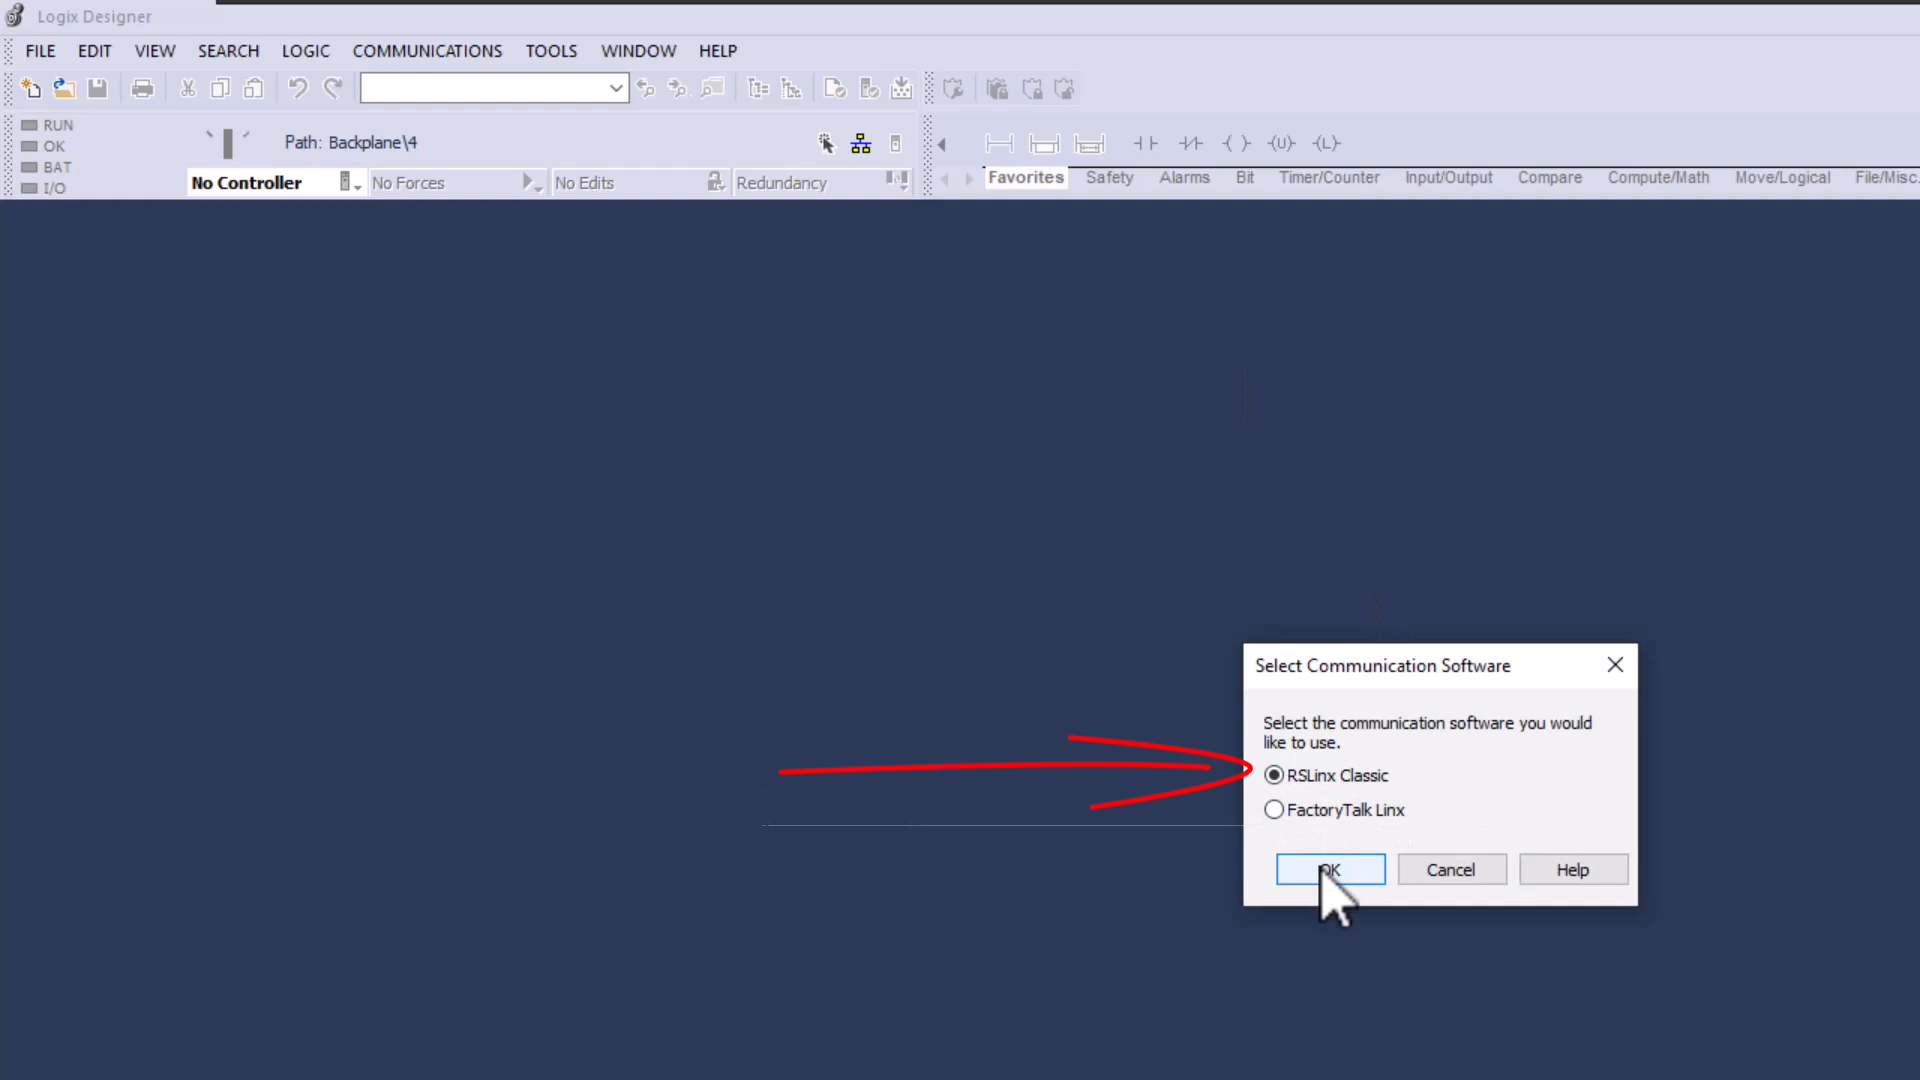 Logix Designer
FILE EDIT VIEW SEARCH LOGIC COMMUNICATIONS TOOLS WINDOW HELP
RUN
OK
BAT
I/O
Path: Backplane\4
No Controller No Forces No Edits Redundancy
Favorites Safety Alarms Bit Timer/Counter Input/Output Compare Compute/Math Move/Logical File/Misc.
Select Communication Software
Select the communication software you would
like to use.
RSLinx Classic
FactoryTalk Linx
OK Cancel Help